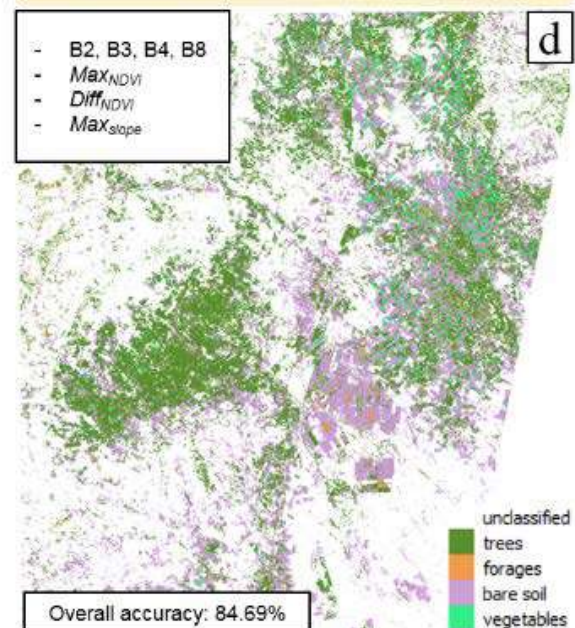 - B2, B3, B4, B8
- Max_NDVI
- Diff_NDVI
- Max_slope
d
unclassified
trees
forages
bare soil
vegetables
Overall accuracy: 84.69%